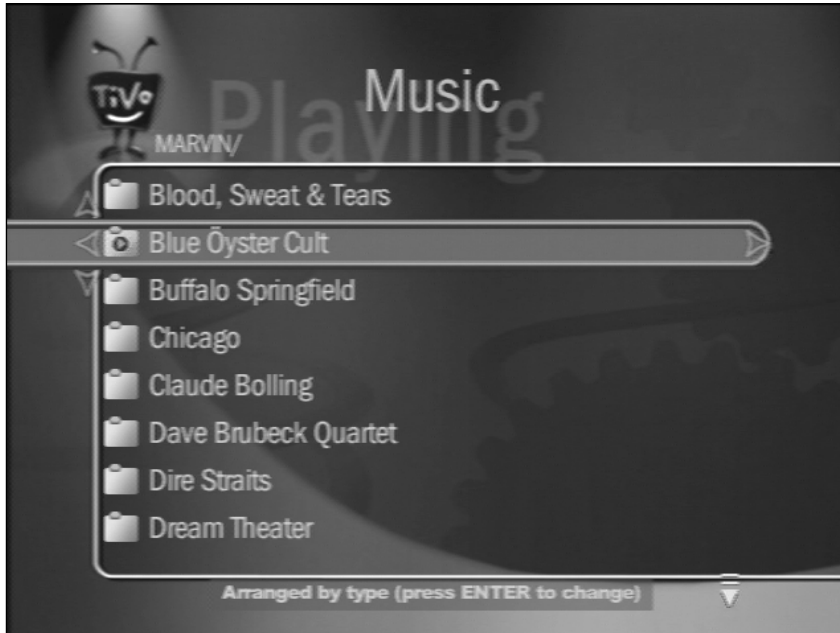 TiVo
Playing
Music
MARVIN/
Blood, Sweat & Tears
Blue Öyster Cult
Buffalo Springfield
Chicago
Claude Bolling
Dave Brubeck Quartet
Dire Straits
Dream Theater
Arranged by type (press ENTER to change)